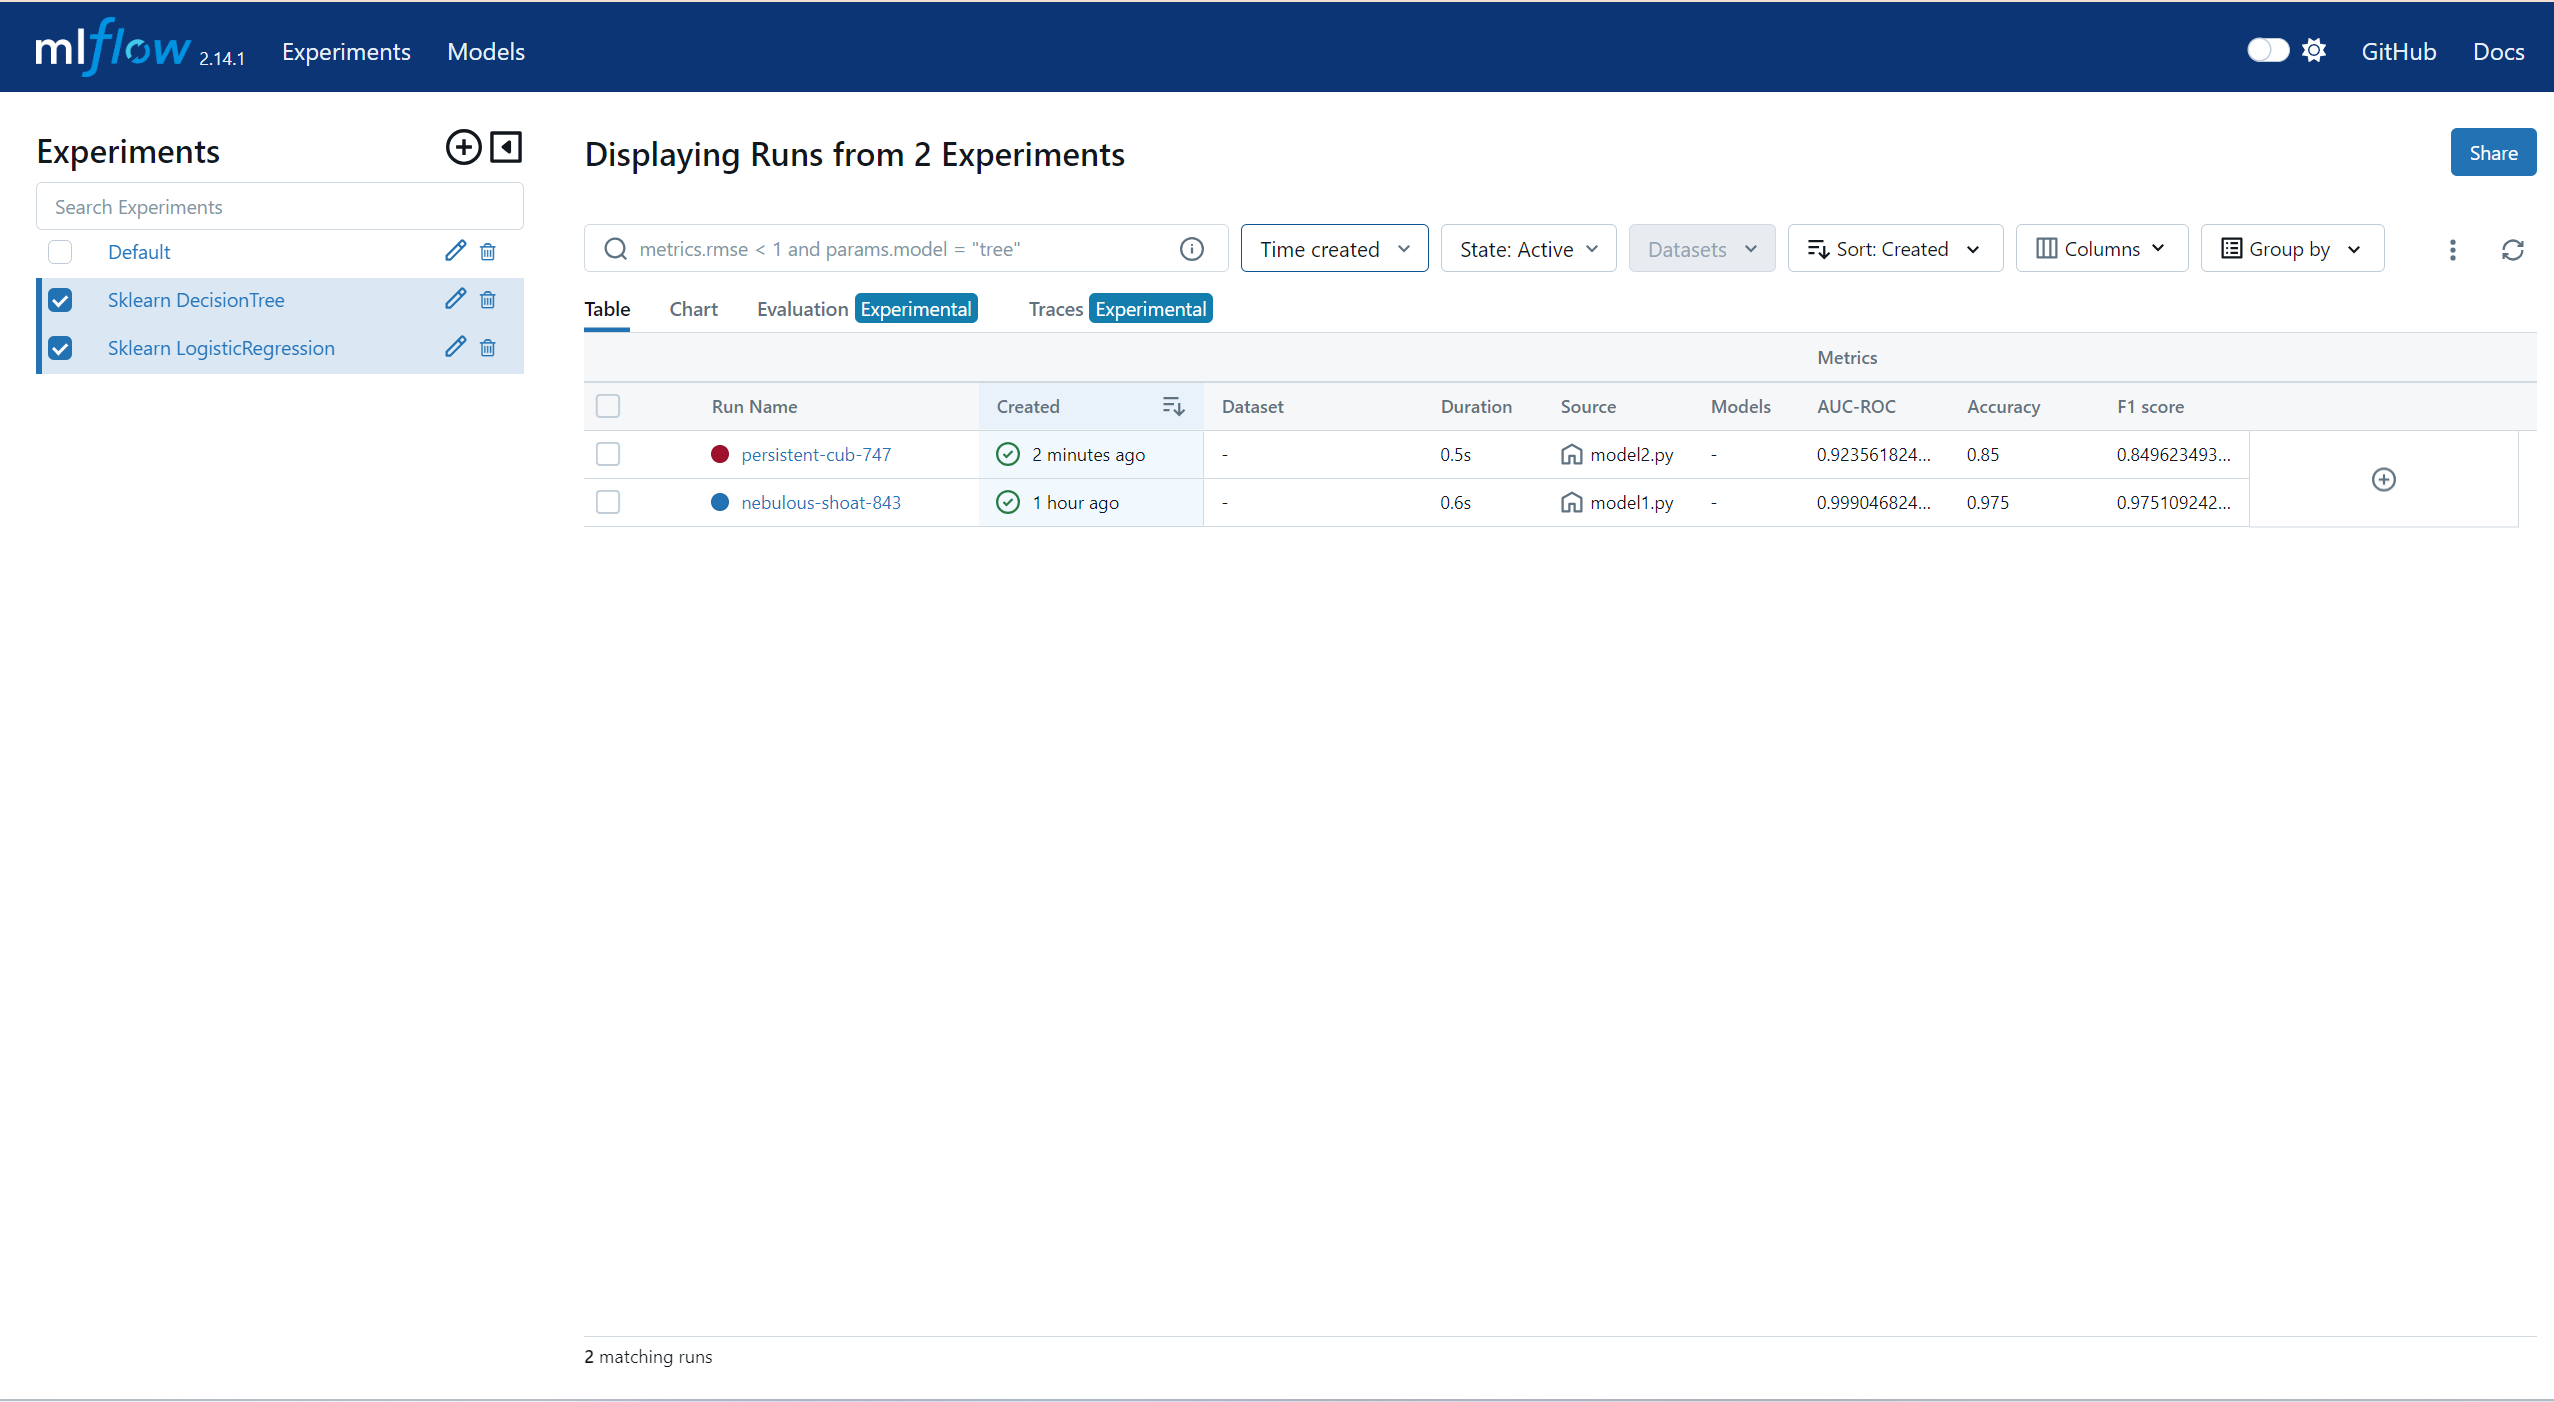 mlflow 2.14.1 Experiments Models GitHub Docs
Experiments
Search Experiments
Default
Sklearn DecisionTree
Sklearn LogisticRegression
Displaying Runs from 2 Experiments
Share
metrics.rmse < 1 and params.model = "tree" Time created State: Active Datasets Sort: Created Columns Group by
Table Chart Evaluation Experimental Traces Experimental
Metrics
Run Name Created Dataset Duration Source Models AUC-ROC Accuracy F1 score
persistent-cub-747 2 minutes ago - 0.5s model2.py - 0.923561824... 0.85 0.849623493...
nebulous-shoat-843 1 hour ago - 0.6s model1.py - 0.999046824... 0.975 0.975109242...
2 matching runs